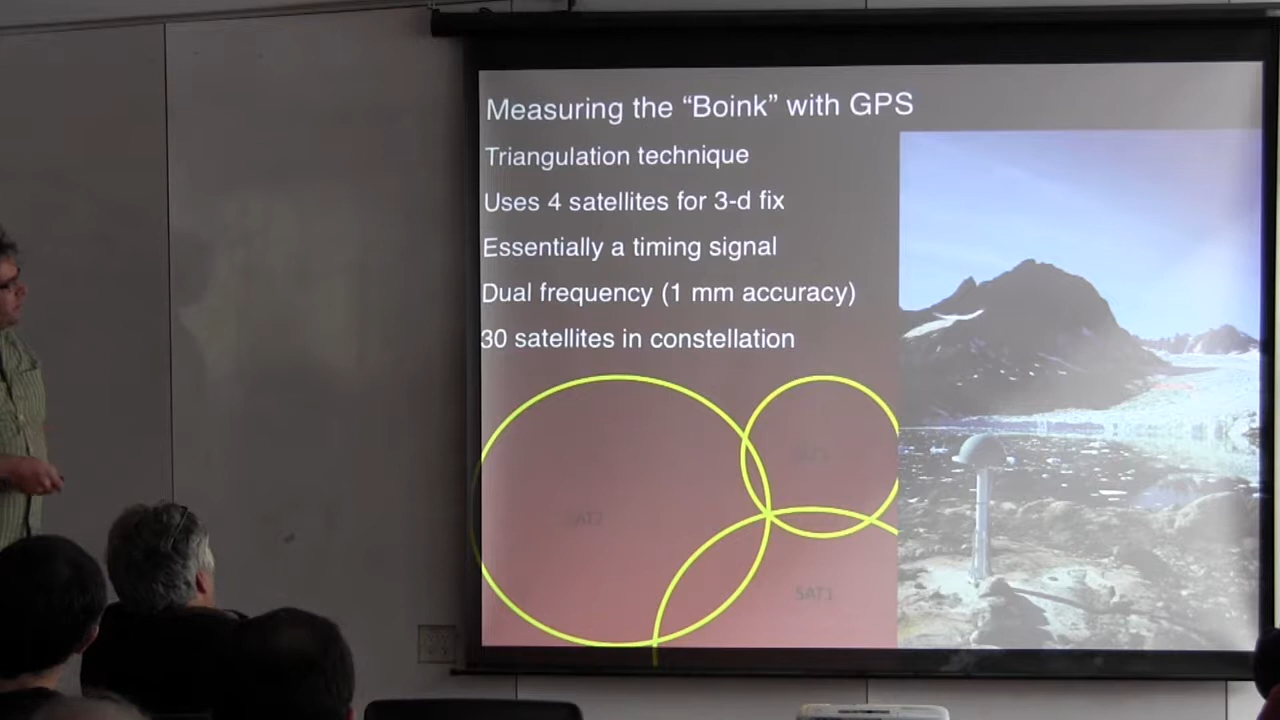 Measuring the “Boink” with GPS
Triangulation technique
Uses 4 satellites for 3-d fix
Essentially a timing signal
Dual frequency (1 mm accuracy)
30 satellites in constellation
SAT2
SAT1